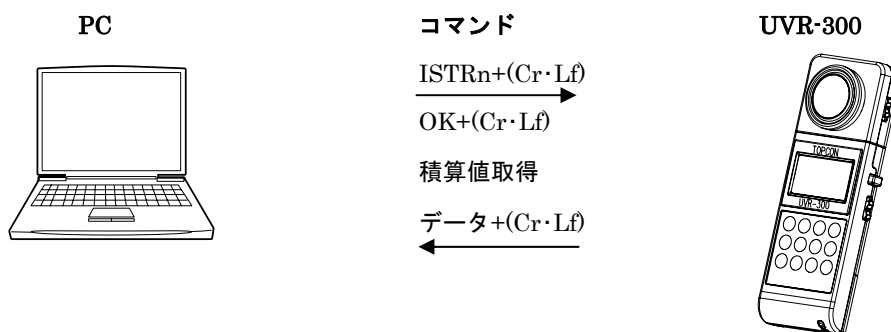 PC コマンド UVR-300
ISTRn+(Cr･Lf)
OK+(Cr･Lf)
積算値取得
データ+(Cr･Lf)
TOPCON
UVR-300